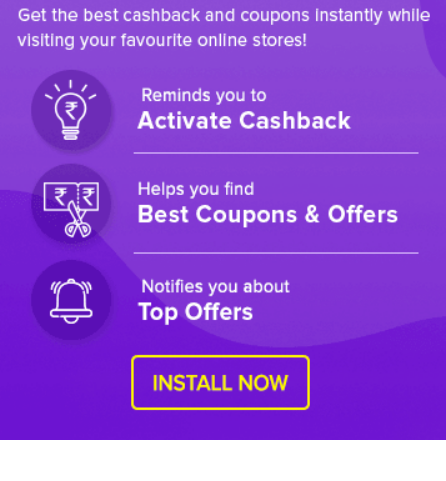 Get the best cashback and coupons instantly while
visiting your favourite online stores!
₹
Reminds you to
Activate Cashback
₹ ₹
Helps you find
Best Coupons & Offers
Notifies you about
Top Offers
INSTALL NOW